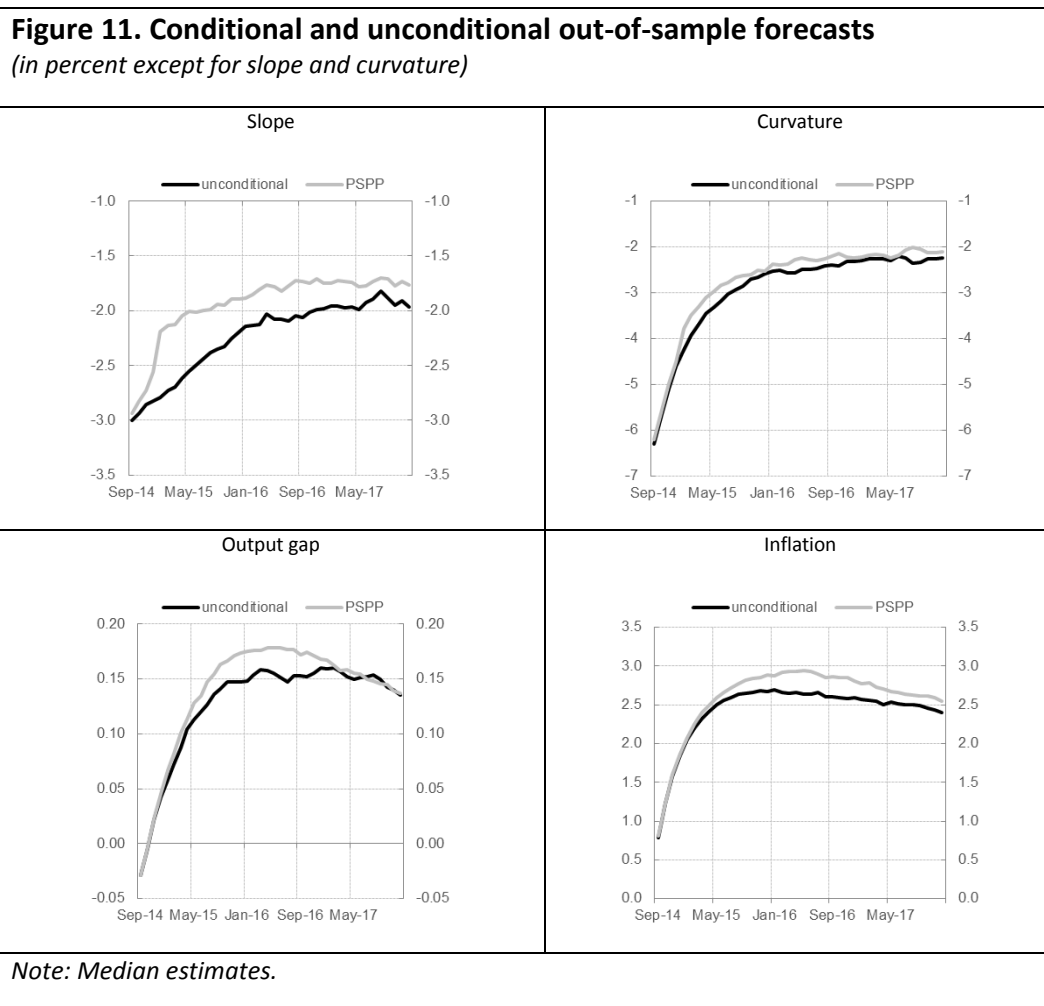 Figure 11. Conditional and unconditional out-of-sample forecasts
(in percent except for slope and curvature)
Slope
unconditional PSPP
-1.0 -1.0
-1.5 -1.5
-2.0 -2.0
-2.5 -2.5
-3.0 -3.0
-3.5 -3.5
Sep-14 May-15 Jan-16 Sep-16 May-17
Curvature
unconditional PSPP
-1 -1
-2 -2
-3 -3
-4 -4
-5 -5
-6 -6
-7 -7
Sep-14 May-15 Jan-16 Sep-16 May-17
Output gap
unconditional PSPP
0.20 0.20
0.15 0.15
0.10 0.10
0.05 0.05
0.00 0.00
-0.05 -0.05
Sep-14 May-15 Jan-16 Sep-16 May-17
Inflation
unconditional PSPP
3.5 3.5
3.0 3.0
2.5 2.5
2.0 2.0
1.5 1.5
1.0 1.0
0.5 0.5
0.0 0.0
Sep-14 May-15 Jan-16 Sep-16 May-17
Note: Median estimates.